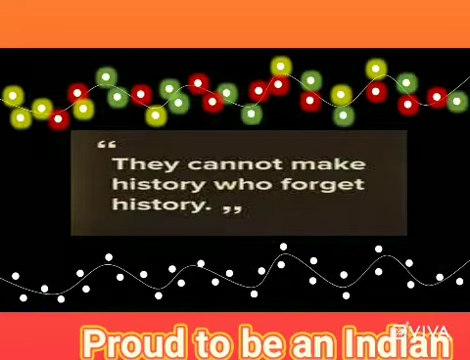 “
They cannot make
history who forget
history. ”
VIVA
Proud to be an Indian